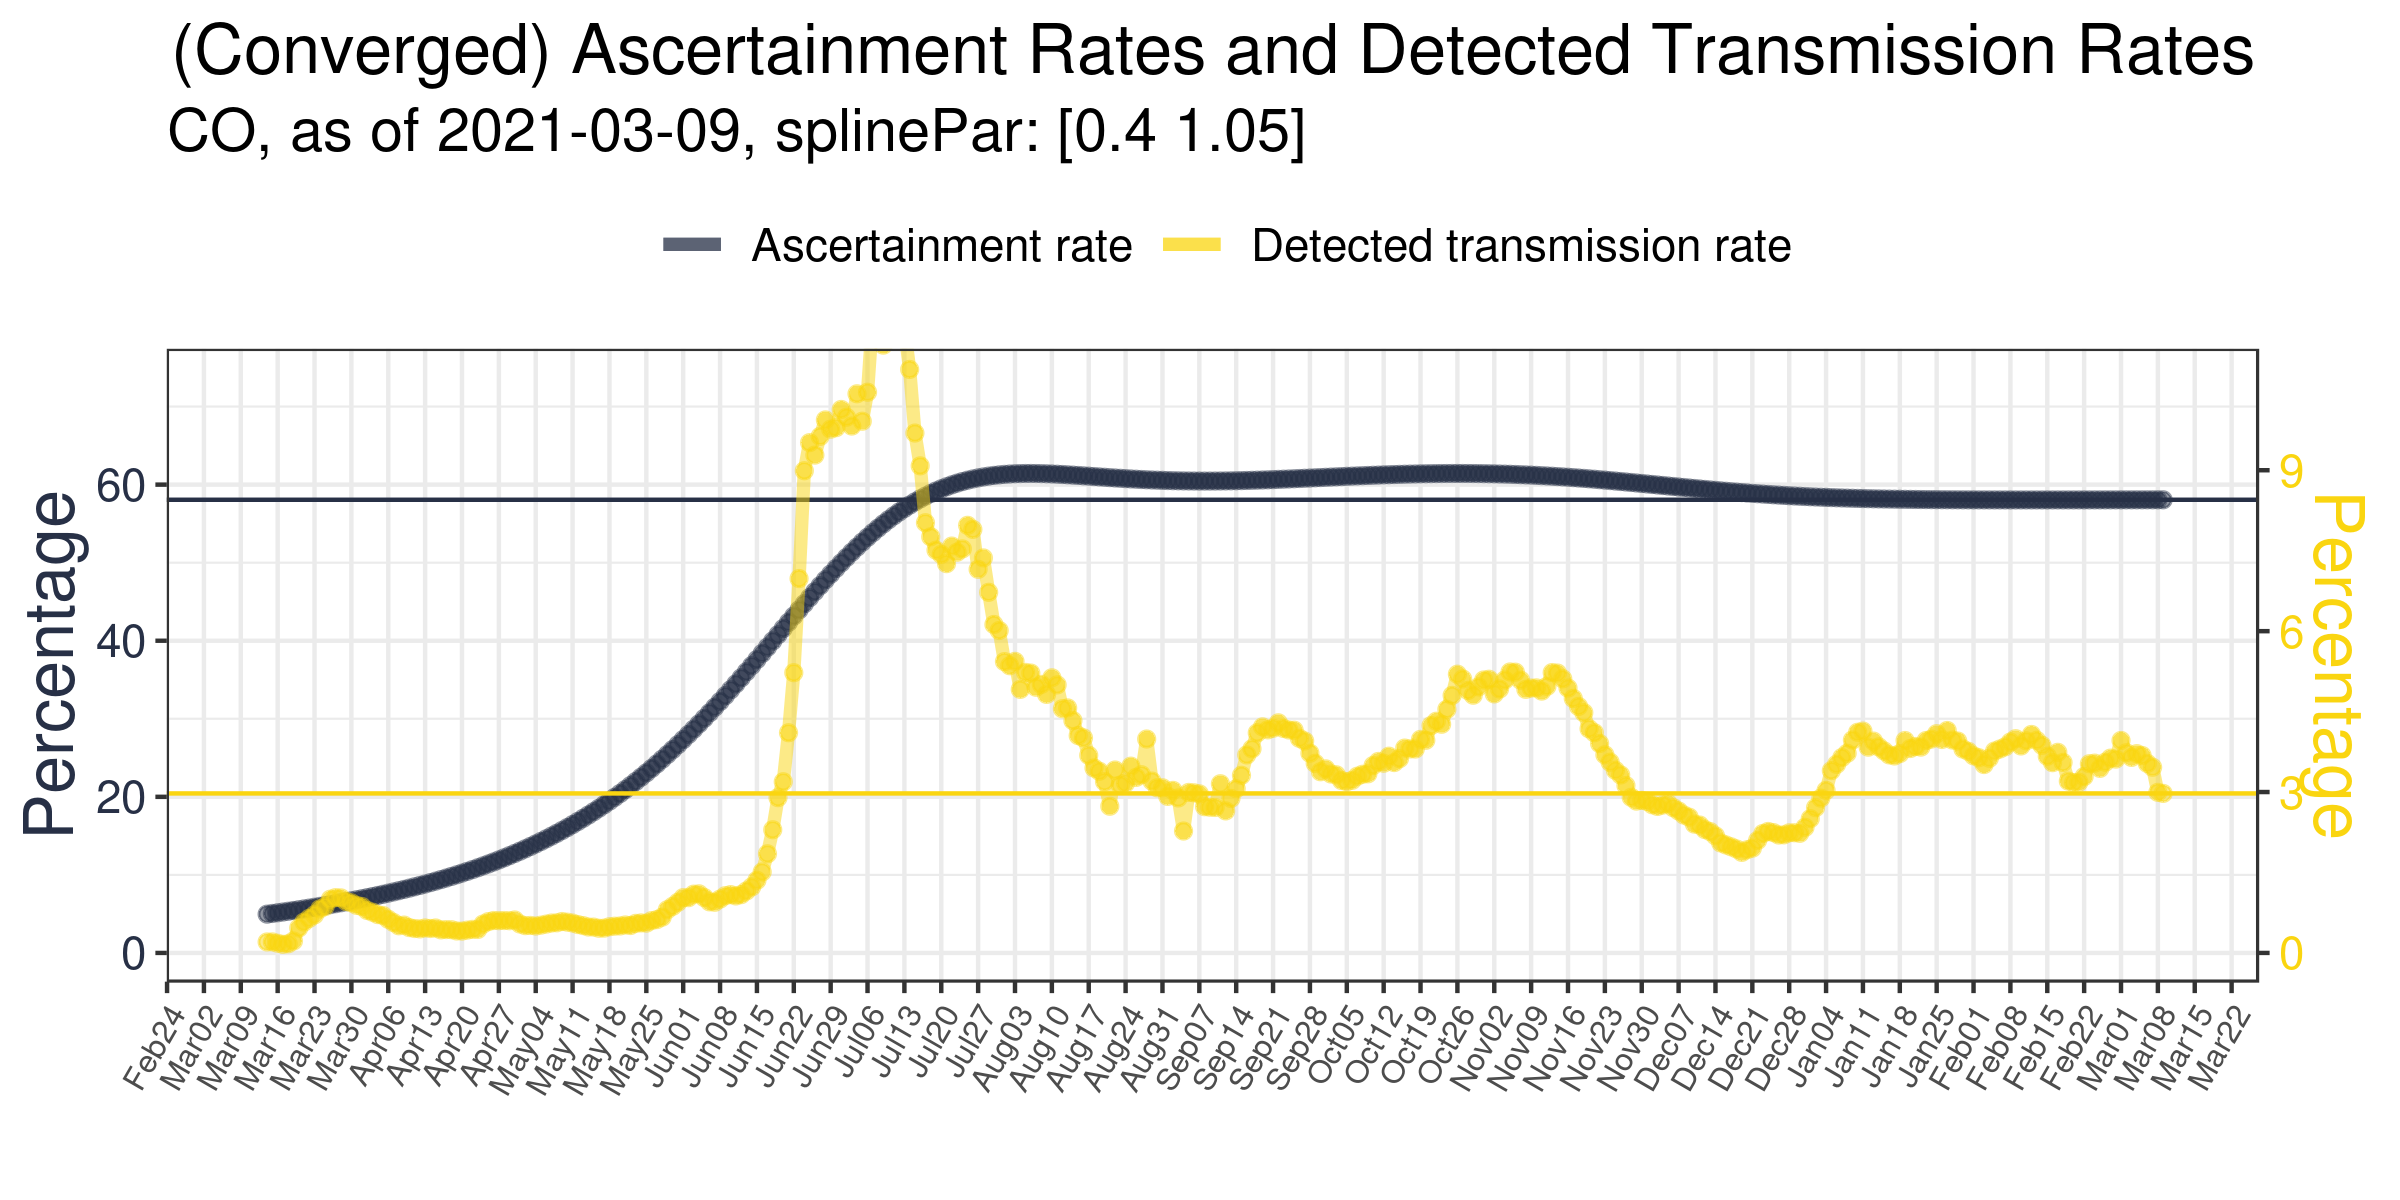 (Converged) Ascertainment Rates and Detected Transmission Rates
CO, as of 2021-03-09, splinePar: [0.4 1.05]
Ascertainment rate Detected transmission rate
Percentage
60
40
20
0
9
6
3
0
Percentage
Feb24 Mar02 Mar09 Mar16 Mar23 Mar30 Apr06 Apr13 Apr20 Apr27 May04 May11 May18 May25 Jun01 Jun08 Jun15 Jun22 Jun29 Jul06 Jul13 Jul20 Jul27 Aug03 Aug10 Aug17 Aug24 Aug31 Sep07 Sep14 Sep21 Sep28 Oct05 Oct12 Oct19 Oct26 Nov02 Nov09 Nov16 Nov23 Nov30 Dec07 Dec14 Dec21 Dec28 Jan04 Jan11 Jan18 Jan25 Feb01 Feb08 Feb15 Feb22 Mar01 Mar08 Mar15 Mar22